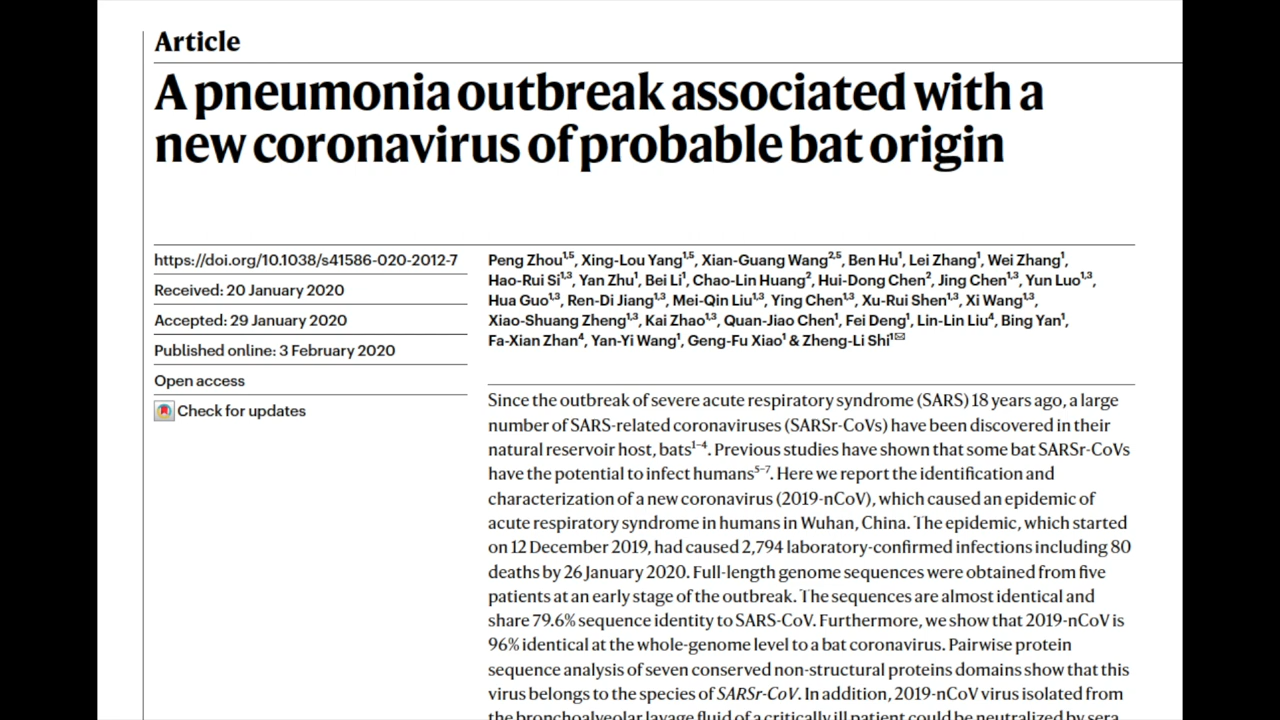 Article
A pneumonia outbreak associated with a
new coronavirus of probable bat origin
https://doi.org/10.1038/s41586-020-2012-7
Received: 20 January 2020
Accepted: 29 January 2020
Published online: 3 February 2020
Open access
Check for updates
Peng Zhou1,5, Xing-Lou Yang1,5, Xian-Guang Wang2,5, Ben Hu1, Lei Zhang1, Wei Zhang1,
Hao-Rui Si1,3, Yan Zhu1, Bei Li1, Chao-Lin Huang2, Hui-Dong Chen2, Jing Chen1,3, Yun Luo1,3,
Hua Guo1,3, Ren-Di Jiang1,3, Mei-Qin Liu1,3, Ying Chen1,3, Xu-Rui Shen1,3, Xi Wang1,3,
Xiao-Shuang Zheng1,3, Kai Zhao1,3, Quan-Jiao Chen1, Fei Deng1, Lin-Lin Liu4, Bing Yan1,
Fa-Xian Zhan4, Yan-Yi Wang1, Geng-Fu Xiao1 & Zheng-Li Shi1✉
Since the outbreak of severe acute respiratory syndrome (SARS) 18 years ago, a large
number of SARS-related coronaviruses (SARSr-CoVs) have been discovered in their
natural reservoir host, bats1–4. Previous studies have shown that some bat SARSr-CoVs
have the potential to infect humans5–7. Here we report the identification and
characterization of a new coronavirus (2019-nCoV), which caused an epidemic of
acute respiratory syndrome in humans in Wuhan, China. The epidemic, which started
on 12 December 2019, had caused 2,794 laboratory-confirmed infections including 80
deaths by 26 January 2020. Full-length genome sequences were obtained from five
patients at an early stage of the outbreak. The sequences are almost identical and
share 79.6% sequence identity to SARS-CoV. Furthermore, we show that 2019-nCoV is
96% identical at the whole-genome level to a bat coronavirus. Pairwise protein
sequence analysis of seven conserved non-structural proteins domains show that this
virus belongs to the species of SARSr-CoV. In addition, 2019-nCoV virus isolated from
the bronchoalveolar lavage fluid of a critically ill patient could be neutralized by sera